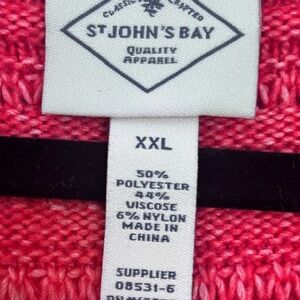 CLASSIC CRAFTED
ST JOHN'S BAY
QUALITY
APPAREL
XXL
50%
POLYESTER
44%
VISCOSE
6% NYLON
MADE IN
CHINA
SUPPLIER
08531-6